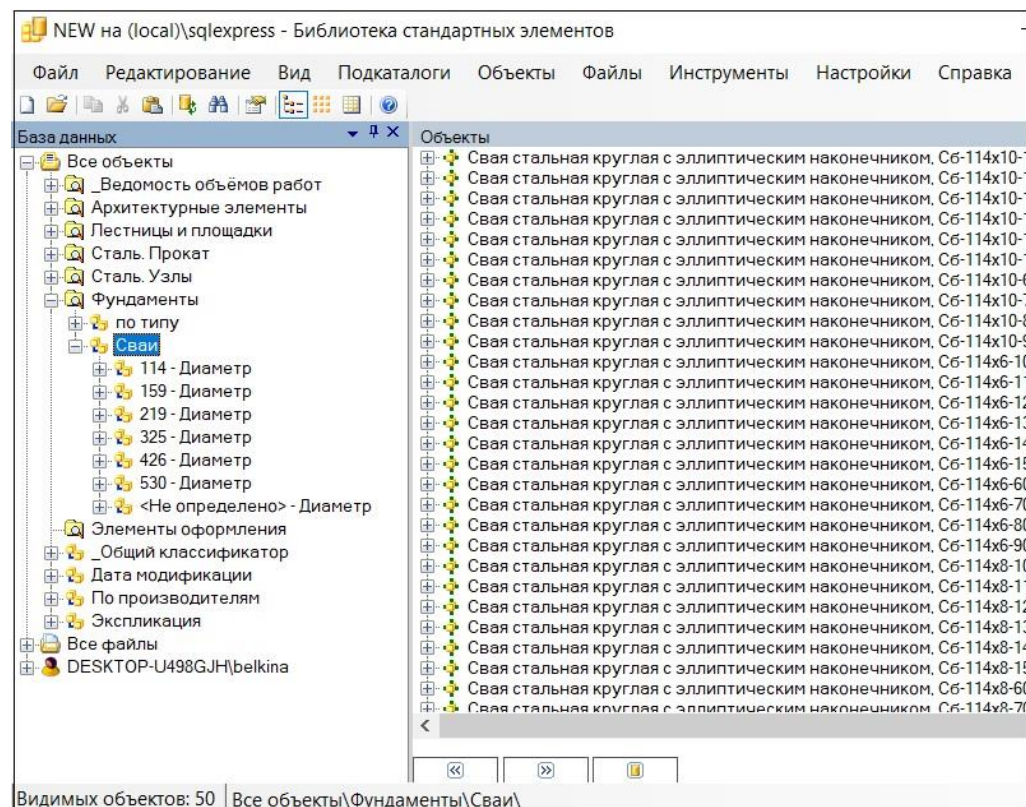 NEW на (local)\sqlexpress - Библиотека стандартных элементов
Файл Редактирование Вид Подкаталоги Объекты Файлы Инструменты Настройки Справка
База данных
Все объекты
_Ведомость объёмов работ
Архитектурные элементы
Лестницы и площадки
Сталь. Прокат
Сталь. Узлы
Фундаменты
по типу
Сваи
114 - Диаметр
159 - Диаметр
219 - Диаметр
325 - Диаметр
426 - Диаметр
530 - Диаметр
<Не определено> - Диаметр
Элементы оформления
_Общий классификатор
Дата модификации
По производителям
Экспликация
Все файлы
DESKTOP-U498GJH\belkina
Объекты
Свая стальная круглая с эллиптическим наконечником, Сб-114х10-1
Свая стальная круглая с эллиптическим наконечником, Сб-114х10-1
Свая стальная круглая с эллиптическим наконечником, Сб-114х10-1
Свая стальная круглая с эллиптическим наконечником, Сб-114х10-1
Свая стальная круглая с эллиптическим наконечником, Сб-114х10-1
Свая стальная круглая с эллиптическим наконечником, Сб-114х10-1
Свая стальная круглая с эллиптическим наконечником, Сб-114х10-6
Свая стальная круглая с эллиптическим наконечником, Сб-114х10-7
Свая стальная круглая с эллиптическим наконечником, Сб-114х10-8
Свая стальная круглая с эллиптическим наконечником, Сб-114х10-9
Свая стальная круглая с эллиптическим наконечником, Сб-114х6-10
Свая стальная круглая с эллиптическим наконечником, Сб-114х6-11
Свая стальная круглая с эллиптическим наконечником, Сб-114х6-12
Свая стальная круглая с эллиптическим наконечником, Сб-114х6-13
Свая стальная круглая с эллиптическим наконечником, Сб-114х6-14
Свая стальная круглая с эллиптическим наконечником, Сб-114х6-15
Свая стальная круглая с эллиптическим наконечником, Сб-114х6-60
Свая стальная круглая с эллиптическим наконечником, Сб-114х6-70
Свая стальная круглая с эллиптическим наконечником, Сб-114х6-80
Свая стальная круглая с эллиптическим наконечником, Сб-114х6-90
Свая стальная круглая с эллиптическим наконечником, Сб-114х8-10
Свая стальная круглая с эллиптическим наконечником, Сб-114х8-11
Свая стальная круглая с эллиптическим наконечником, Сб-114х8-12
Свая стальная круглая с эллиптическим наконечником, Сб-114х8-13
Свая стальная круглая с эллиптическим наконечником, Сб-114х8-14
Свая стальная круглая с эллиптическим наконечником, Сб-114х8-15
Свая стальная круглая с эллиптическим наконечником, Сб-114х8-60
Свая стальная круглая с эллиптическим наконечником, Сб-114х8-70
Видимых объектов: 50 Все объекты\Фундаменты\Сваи\